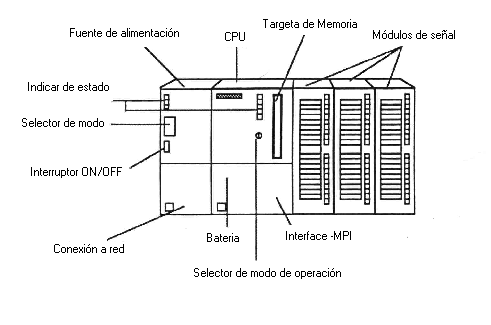 Fuente de alimentación
CPU
Targeta de Memoria
Módulos de señal
Indicar de estado
Selector de modo
Interruptor ON/OFF
Conexión a red
Bateria
Interface -MPI
Selector de modo de operación